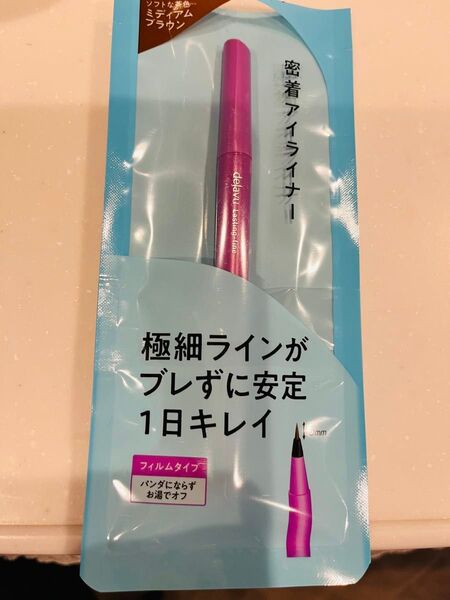 ソフトな茶色
ミディアム
ブラウン
密着アイライナー
dejavu Lasting-fine
極細ラインが
ブレずに安定
1日キレイ
フィルムタイプ
パンダにならず
お湯でオフ
mm